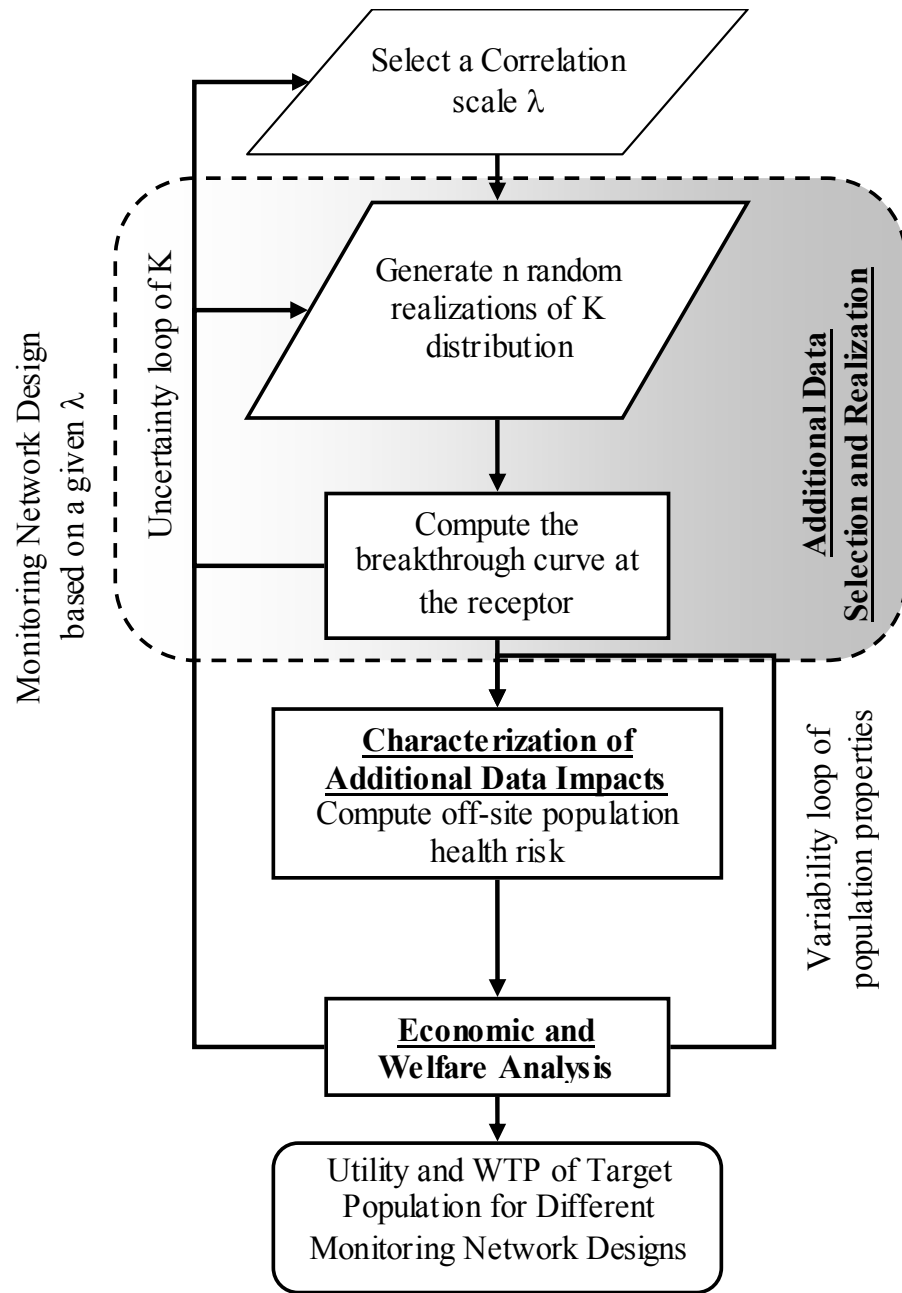 Select a Correlation
scale λ
Generate n random
realizations of K
distribution
Compute the
breakthrough curve at
the receptor
Uncertainty loop of K
Monitoring Network Design
based on a given λ
Additional Data
Selection and Realization
Characterization of
Additional Data Impacts
Compute off-site population
health risk
Variability loop of
population properties
Economic and
Welfare Analysis
Utility and WTP of Target
Population for Different
Monitoring Network Designs